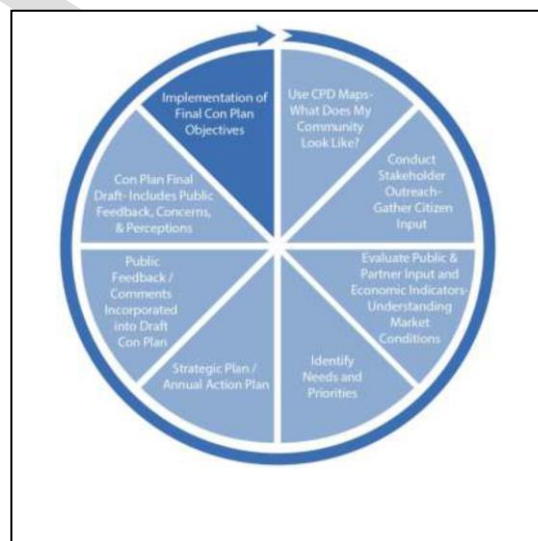 Use CPD Maps-
What Does My
Community
Look Like?
Conduct
Stakeholder
Outreach-
Gather Citizen
Input
Evaluate Public &
Partner Input and
Economic Indicators-
Understanding
Market
Conditions
Identify
Needs and
Priorities
Strategic Plan /
Annual Action Plan
Public
Feedback /
Comments
Incorporated
into Draft
Con Plan
Con Plan Final
Draft- Includes Public
Feedback, Concerns,
& Perceptions
Implementation of
Final Con Plan
Objectives